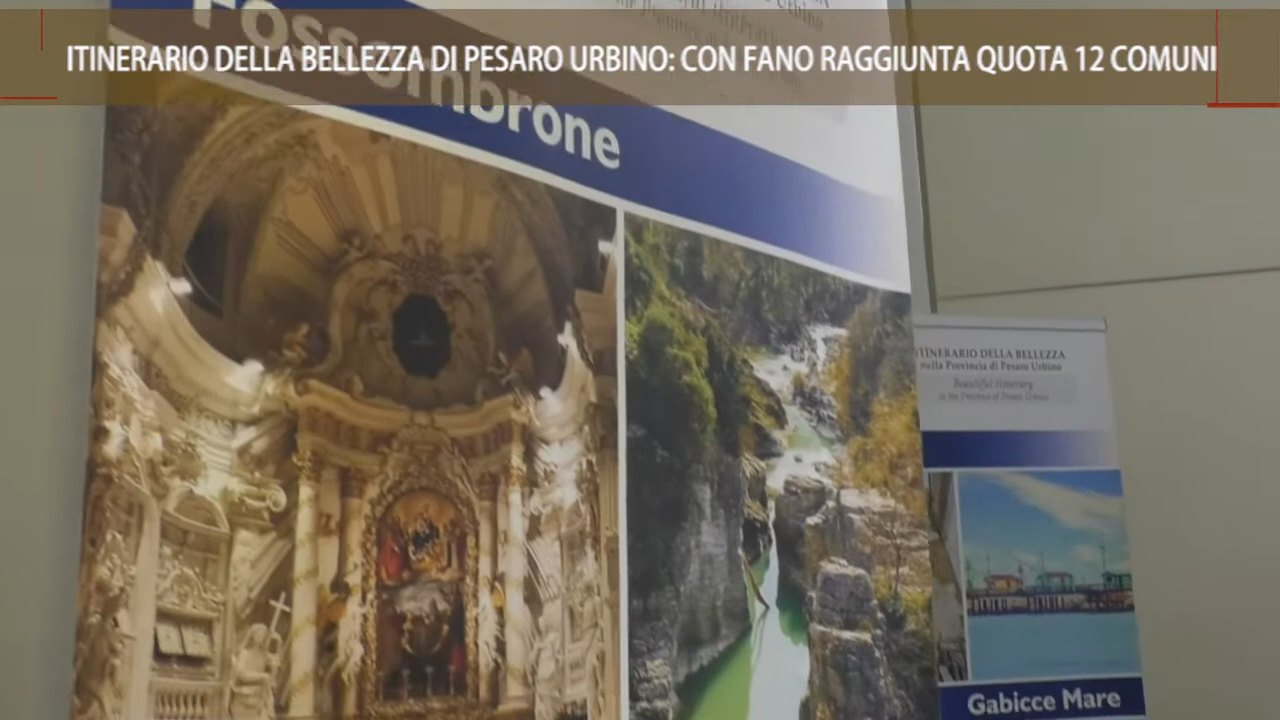 ITINERARIO DELLA BELLEZZA DI PESARO URBINO: CON FANO RAGGIUNTA QUOTA 12 COMUNI
Fossombrone
ITINERARIO DELLA BELLEZZA
nella Provincia di Pesaro Urbino
Beautiful itinerary
in the Province of Pesaro Urbino
Gabicce Mare